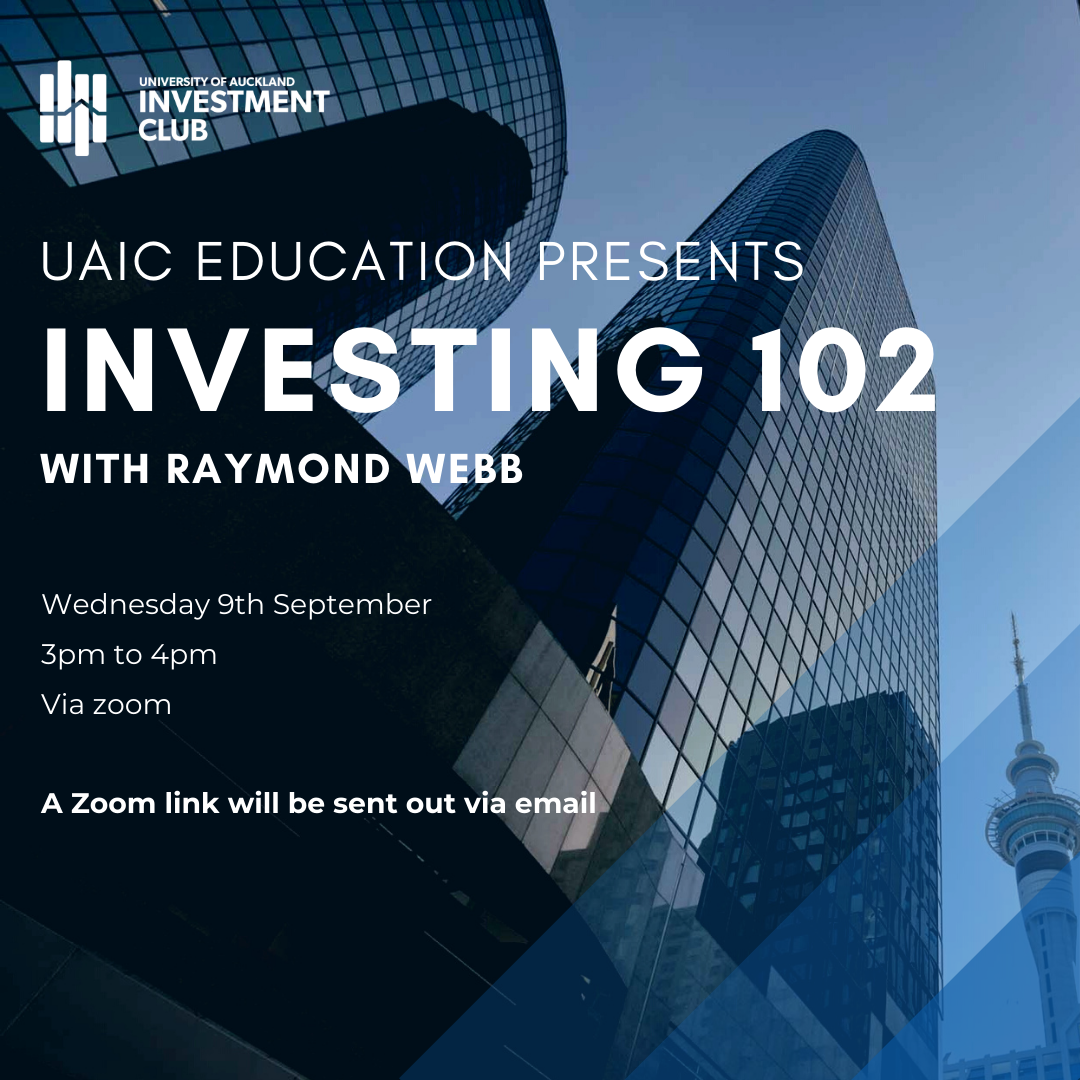 UNIVERSITY OF AUCKLAND
INVESTMENT
CLUB
UAIC EDUCATION PRESENTS
INVESTING 102
WITH RAYMOND WEBB
Wednesday 9th September
3pm to 4pm
Via zoom
A Zoom link will be sent out via email